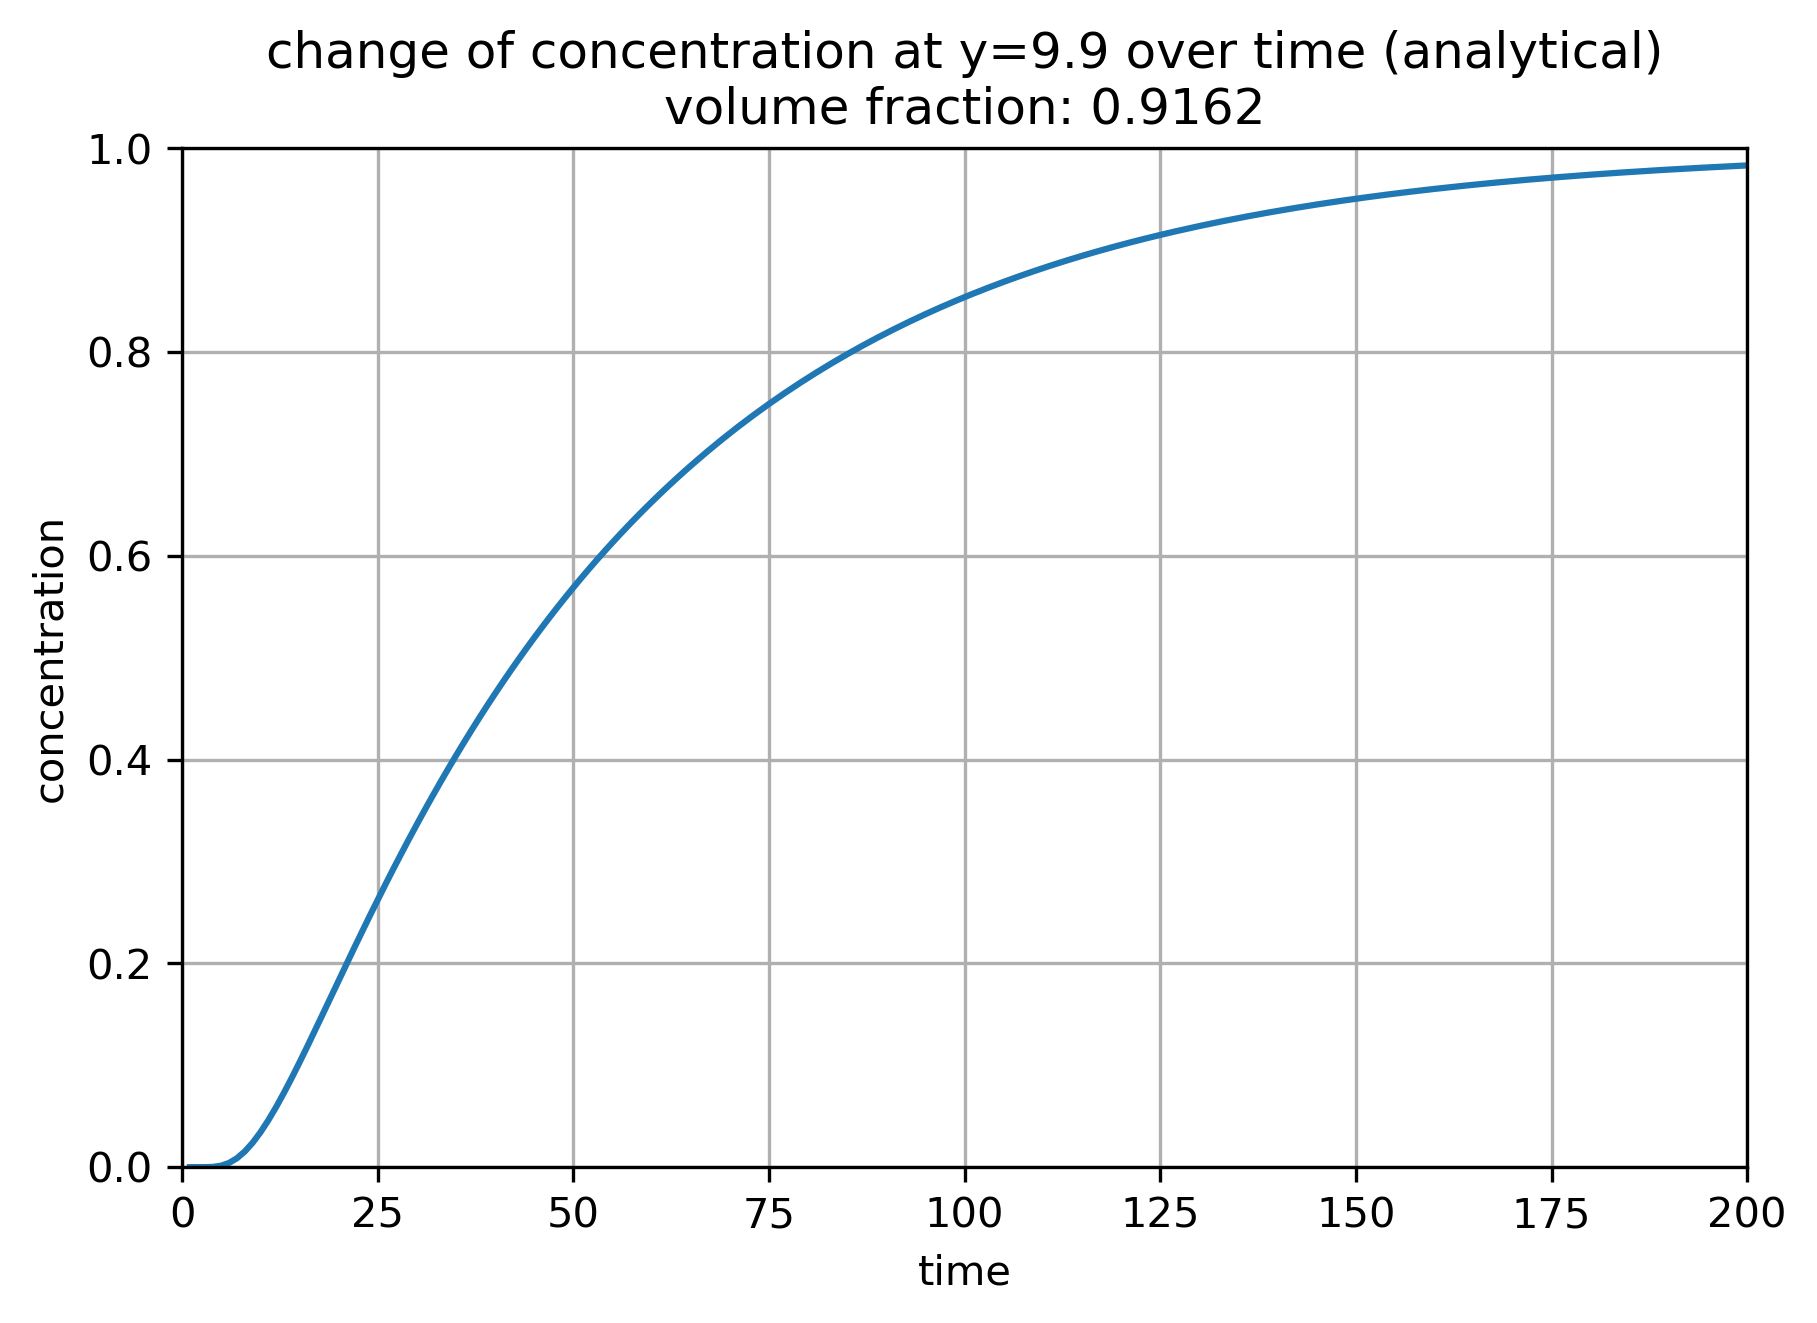 change of concentration at y=9.9 over time (analytical)
volume fraction: 0.9162
1.0
0.8
0.6
0.4
0.2
0.0
concentration
0 25 50 75 100 125 150 175 200
time